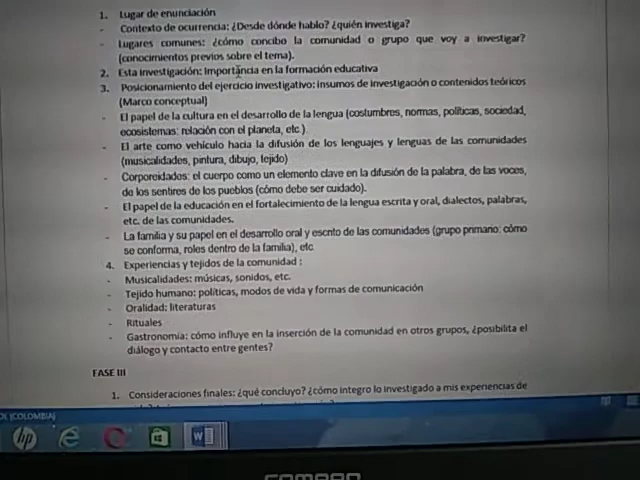 1. Lugar de enunciación
- Contexto de ocurrencia: ¿Desde dónde hablo? ¿quién investiga?
- Lugares comunes: ¿cómo concibo la comunidad o grupo que voy a investigar?
(conocimientos previos sobre el tema).
2. Esta investigación: Importancia en la formación educativa
3. Posicionamiento del ejercicio investigativo: insumos de investigación o contenidos teóricos
(Marco conceptual)
- El papel de la cultura en el desarrollo de la lengua (costumbres, normas, políticas, sociedad,
ecosistemas: relación con el planeta, etc.)
- El arte como vehículo hacia la difusión de los lenguajes y lenguas de las comunidades
(musicalidades, pintura, dibujo, tejido)
- Corporeidades: el cuerpo como un elemento clave en la difusión de la palabra, de las voces,
de los sentires de los pueblos (cómo debe ser cuidado).
- El papel de la educación en el fortalecimiento de la lengua escrita y oral, dialectos, palabras,
etc. de las comunidades.
- La familia y su papel en el desarrollo oral y escrito de las comunidades (grupo primario: cómo
se conforma, roles dentro de la familia), etc
4. Experiencias y tejidos de la comunidad :
- Musicalidades: músicas, sonidos, etc.
- Tejido humano: políticas, modos de vida y formas de comunicación
- Oralidad: literaturas
- Rituales
- Gastronomía: cómo influye en la inserción de la comunidad en otros grupos, ¿posibilita el
diálogo y contacto entre gentes?
FASE III
1. Consideraciones finales: ¿qué concluyo? ¿cómo integro lo investigado a mis experiencias de
(COLOMBIA)
hp